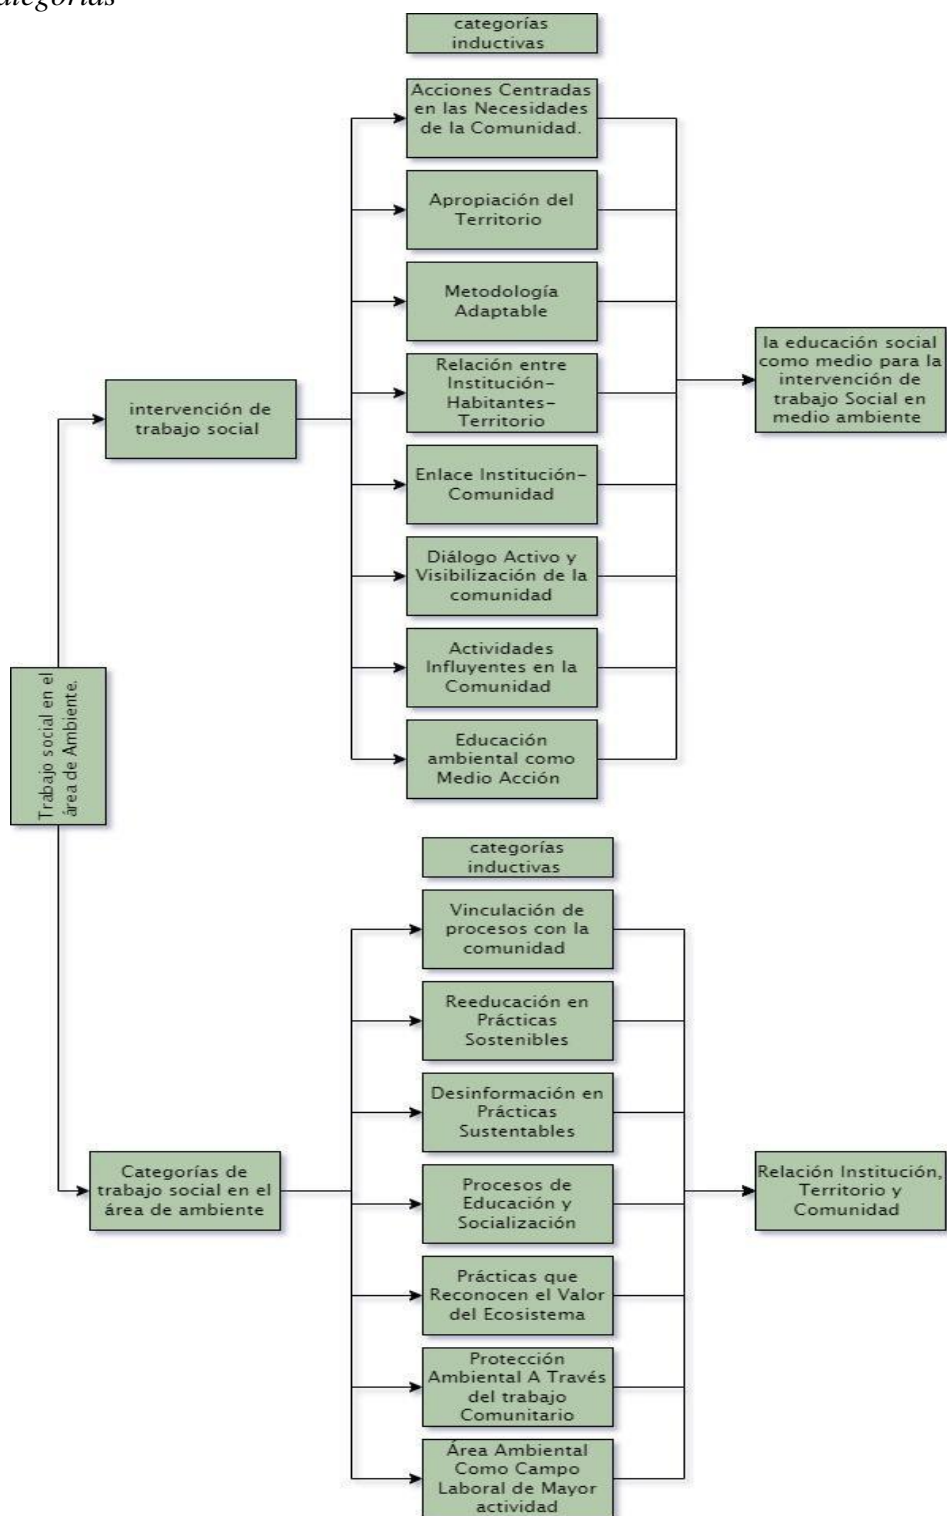 categorías
categorías
inductivas
Acciones Centradas
en las Necesidades
de la Comunidad.
Apropiación del
Territorio
Metodología
Adaptable
Relación entre
Institución-
Habitantes-
Territorio
Enlace Institución-
Comunidad
Diálogo Activo y
Visibilización de la
comunidad
Actividades
Influyentes en la
Comunidad
Educación
ambiental como
Medio Acción
intervención de
trabajo social
la educación social
como medio para la
intervención de
trabajo Social en
medio ambiente
Trabajo social en el
área de Ambiente.
categorías
inductivas
Vinculación de
procesos con la
comunidad
Reeducación en
Prácticas
Sostenibles
Desinformación en
Prácticas
Sustentables
Procesos de
Educación y
Socialización
Prácticas que
Reconocen el Valor
del Ecosistema
Protección
Ambiental A Través
del trabajo
Comunitario
Área Ambiental
Como Campo
Laboral de Mayor
actividad
Categorías de
trabajo social en el
área de ambiente
Relación Institución,
Territorio y
Comunidad